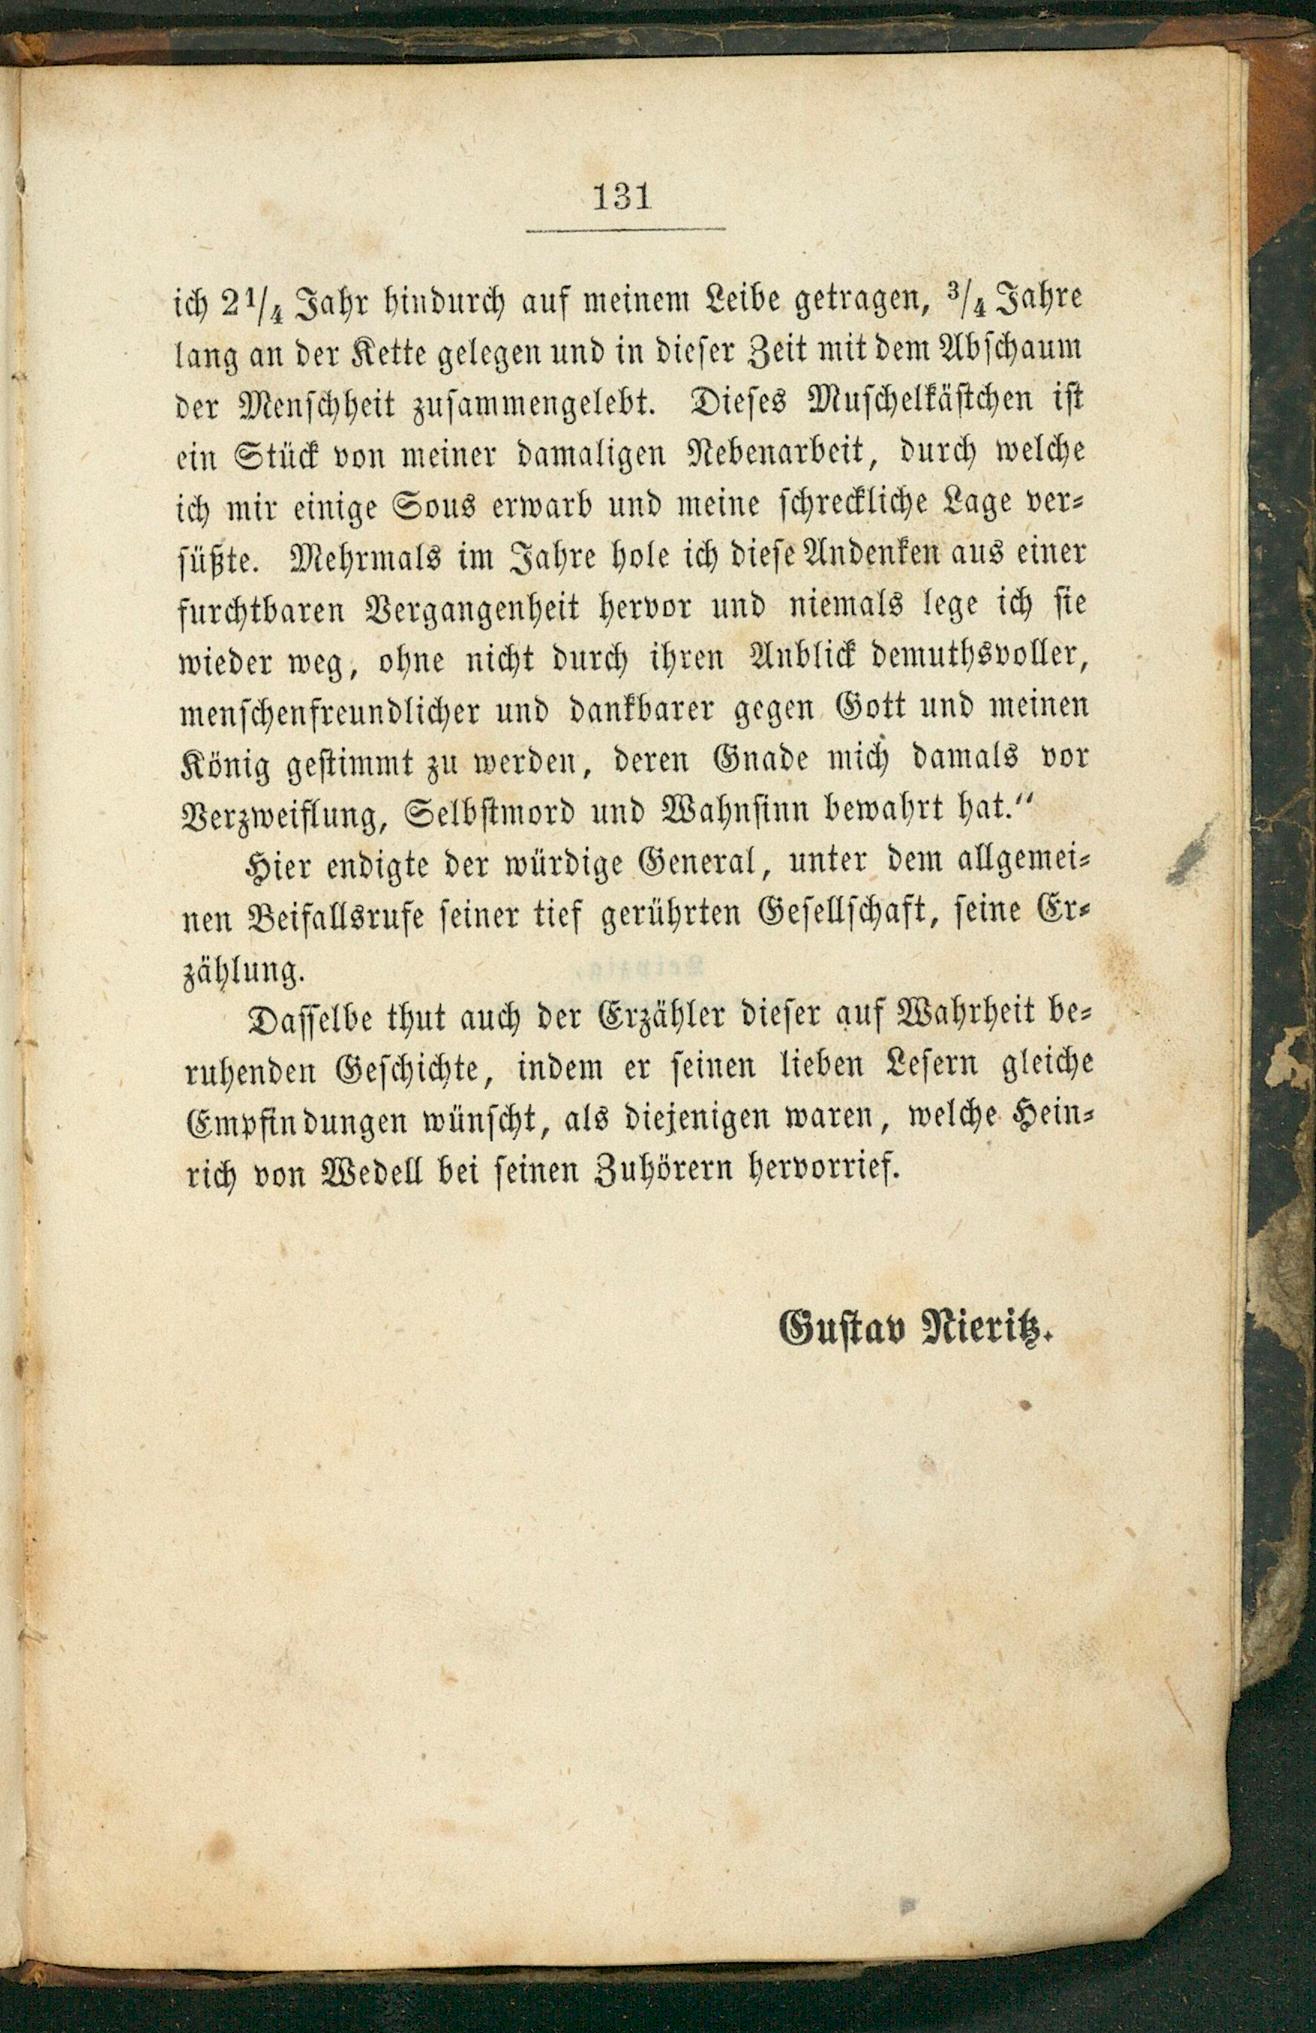 131
ich 2 1/4 Jahr hindurch auf meinem Leibe getragen, 3/4 Jahre
lang an der Kette gelegen und in dieser Zeit mit dem Abschaum
der Menschheit zusammengelebt. Dieses Muschelkästchen ist
ein Stück von meiner damaligen Nebenarbeit, durch welche
ich mir einige Sous erwarb und meine schreckliche Lage ver-
süßte. Mehrmals im Jahre hole ich diese Andenken aus einer
furchtbaren Vergangenheit hervor und niemals lege ich sie
wieder weg, ohne nicht durch ihren Anblick demuthsvoller,
menschenfreundlicher und dankbarer gegen Gott und meinen
König gestimmt zu werden, deren Gnade mich damals vor
Verzweiflung, Selbstmord und Wahnsinn bewahrt hat.“
Hier endigte der würdige General, unter dem allgemei-
nen Beifallsrufe seiner tief gerührten Gesellschaft, seine Er-
zählung.
Dasselbe thut auch der Erzähler dieser auf Wahrheit be-
ruhenden Geschichte, indem er seinen lieben Lesern gleiche
Empfindungen wünscht, als diejenigen waren, welche Hein-
rich von Wedell bei seinen Zuhörern hervorrief.
Gustav Nieritz.